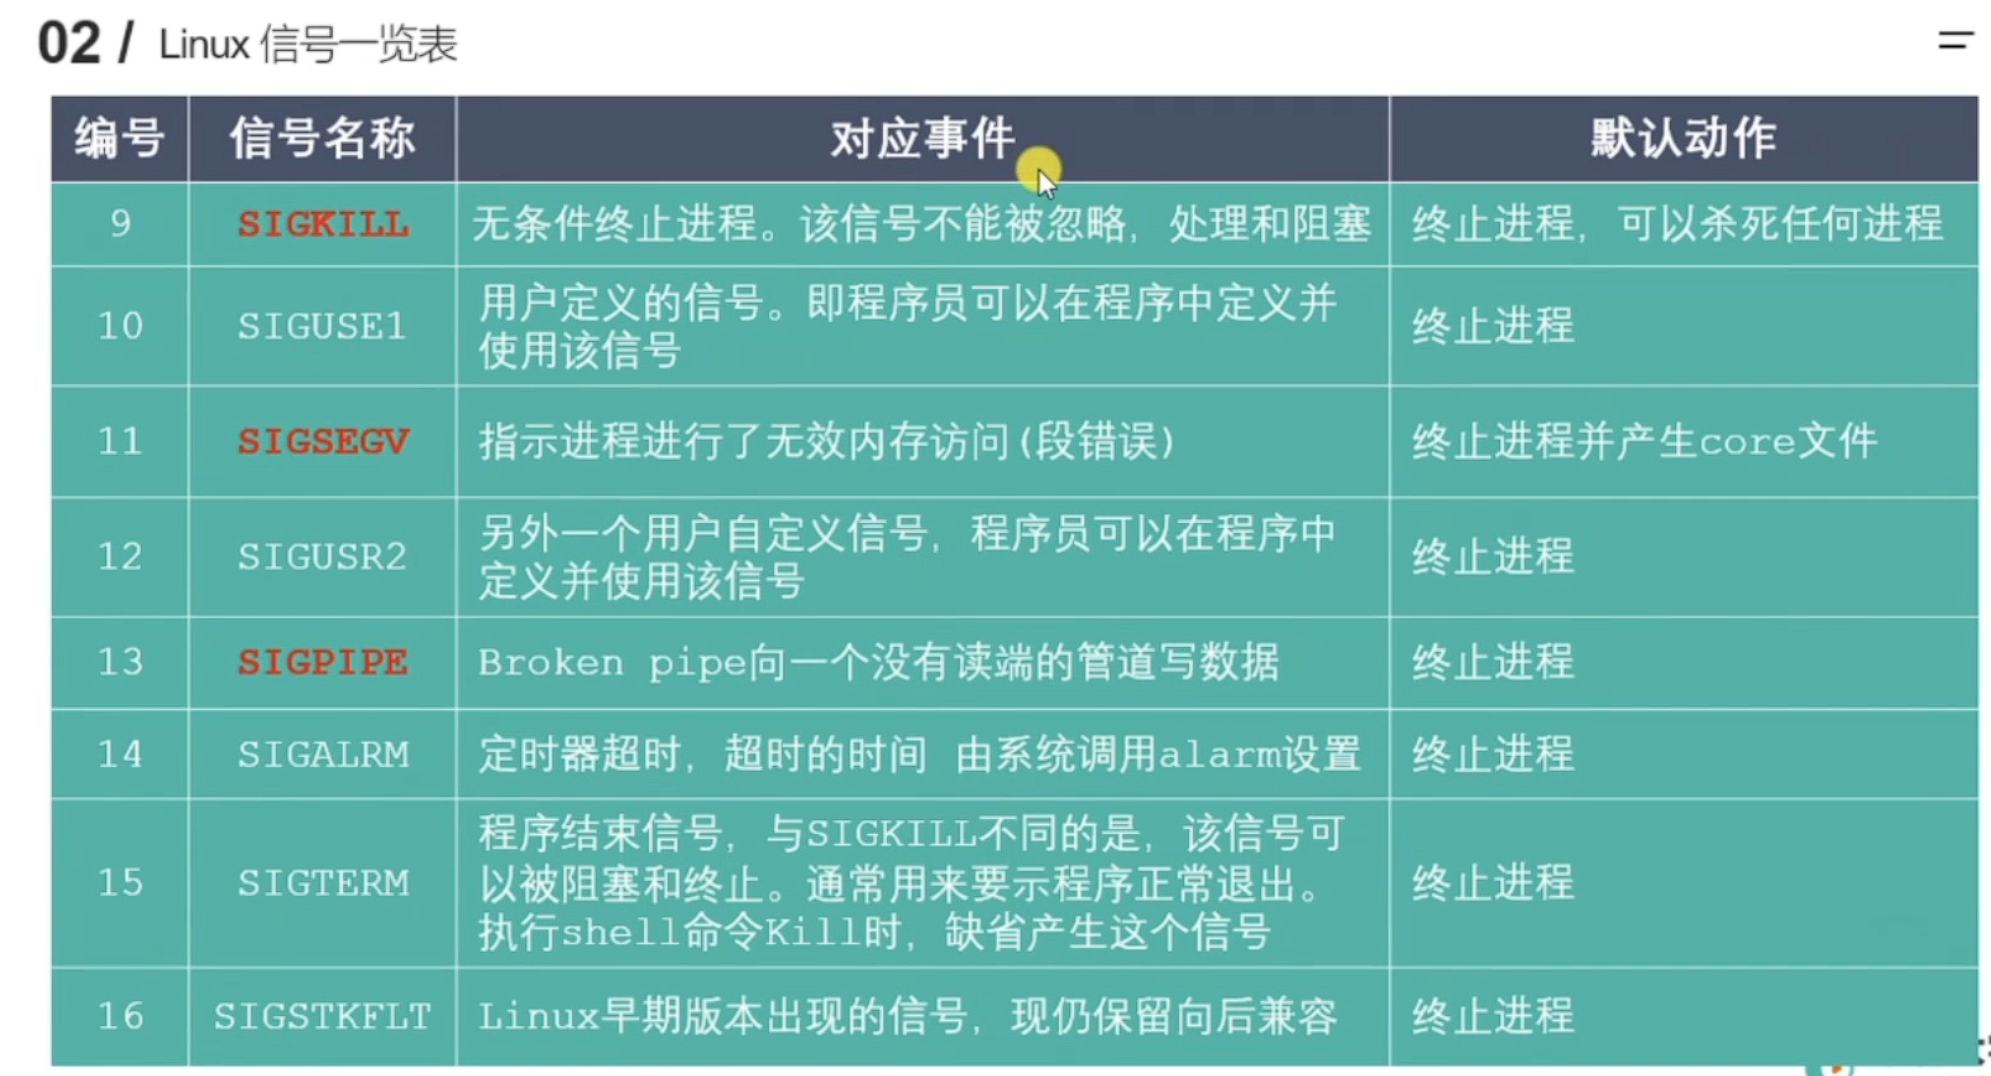 02 / Linux 信号一览表
编号 信号名称 对应事件 默认动作
9 SIGKILL 无条件终止进程。该信号不能被忽略，处理和阻塞 终止进程，可以杀死任何进程
10 SIGUSE1 用户定义的信号。即程序员可以在程序中定义并
使用该信号 终止进程
11 SIGSEGV 指示进程进行了无效内存访问(段错误) 终止进程并产生core文件
12 SIGUSR2 另外一个用户自定义信号，程序员可以在程序中
定义并使用该信号 终止进程
13 SIGPIPE Broken pipe向一个没有读端的管道写数据 终止进程
14 SIGALRM 定时器超时，超时的时间 由系统调用alarm设置 终止进程
15 SIGTERM 程序结束信号，与SIGKILL不同的是，该信号可
以被阻塞和终止。通常用来要示程序正常退出。
执行shell命令Kill时，缺省产生这个信号 终止进程
16 SIGSTKFLT Linux早期版本出现的信号，现仍保留向后兼容 终止进程